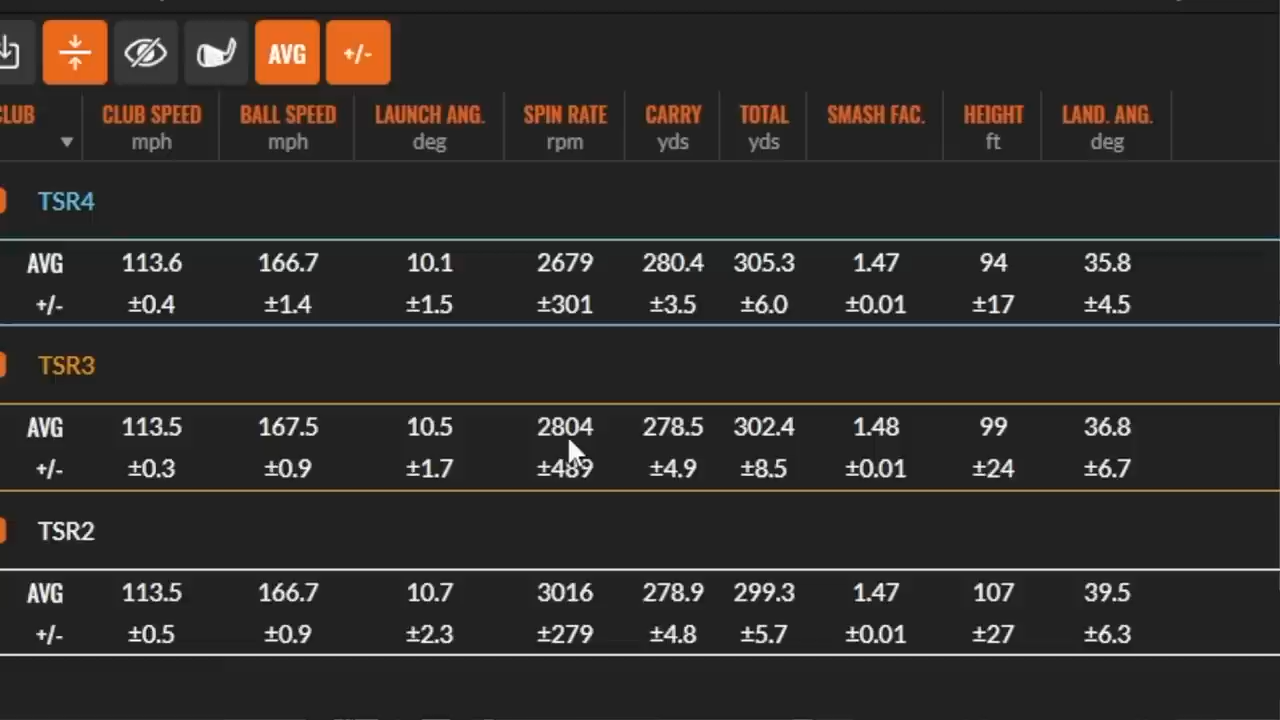 AVG +/-
CLUB CLUB SPEED BALL SPEED LAUNCH ANG. SPIN RATE CARRY TOTAL SMASH FAC. HEIGHT LAND. ANG.
mph mph deg rpm yds yds ft deg
TSR4
AVG 113.6 166.7 10.1 2679 280.4 305.3 1.47 94 35.8
+/- ±0.4 ±1.4 ±1.5 ±301 ±3.5 ±6.0 ±0.01 ±17 ±4.5
TSR3
AVG 113.5 167.5 10.5 2804 278.5 302.4 1.48 99 36.8
+/- ±0.3 ±0.9 ±1.7 ±489 ±4.9 ±8.5 ±0.01 ±24 ±6.7
TSR2
AVG 113.5 166.7 10.7 3016 278.9 299.3 1.47 107 39.5
+/- ±0.5 ±0.9 ±2.3 ±279 ±4.8 ±5.7 ±0.01 ±27 ±6.3